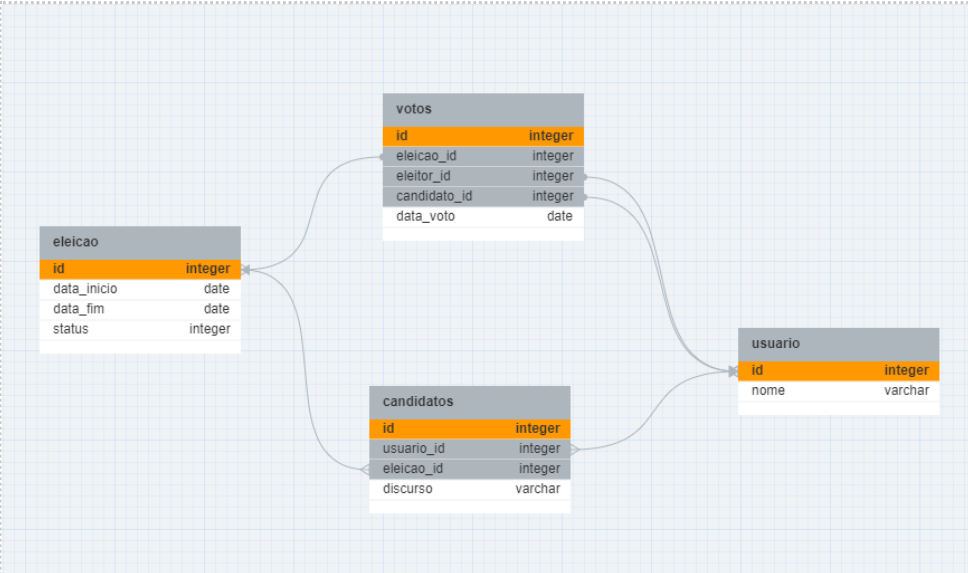 votos
id integer
eleicao_id integer
eleitor_id integer
candidato_id integer
data_voto date
eleicao
id integer
data_inicio date
data_fim date
status integer
usuario
id integer
nome varchar
candidatos
id integer
usuario_id integer
eleicao_id integer
discurso varchar